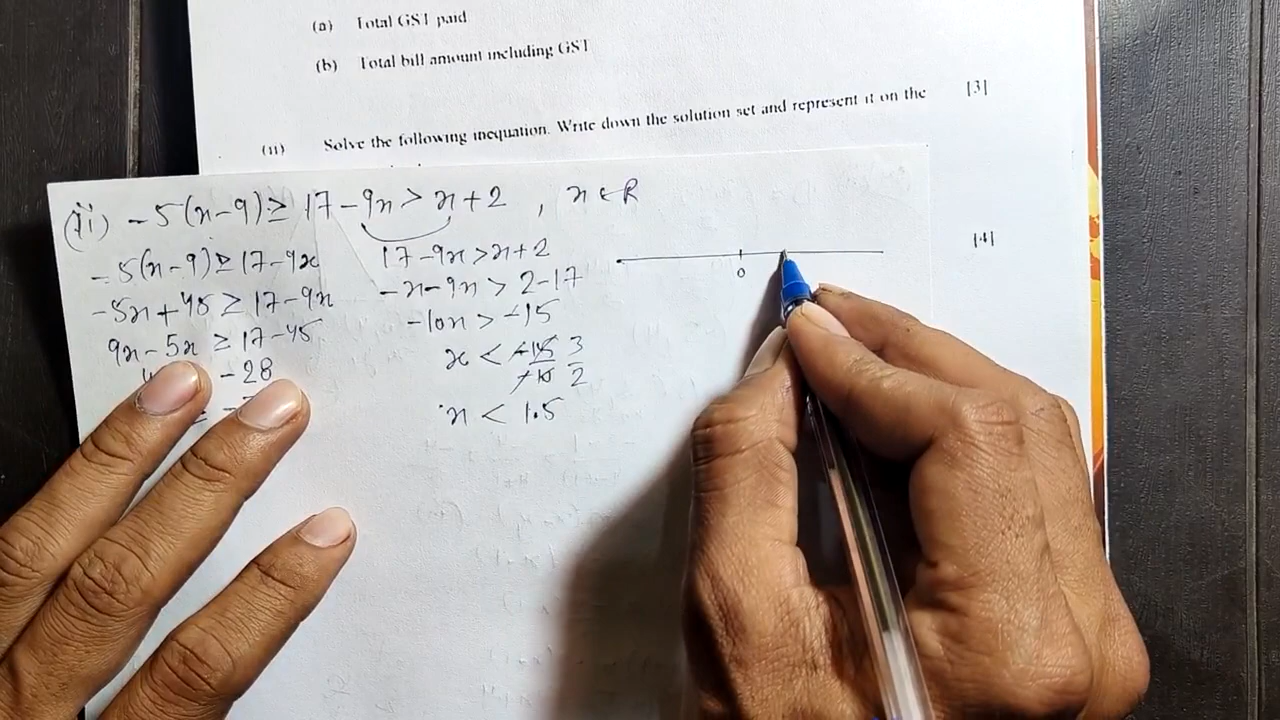 (a) Total GST paid
(b) Total bill amount including GST
(ii) Solve the following inequation. Write down the solution set and represent it on the [3]
[4]
(ii) -5(x-9) ≥ 17-9x > x+2 , x ∈ R
-5(x-9) ≥ 17-9x
-5x+45 ≥ 17-9x
9x-5x ≥ 17-45
-28
≥ -
17-9x > x+2
-x-9x > 2-17
-10x > -15
x < -15/-10 3/2
x < 1.5
0